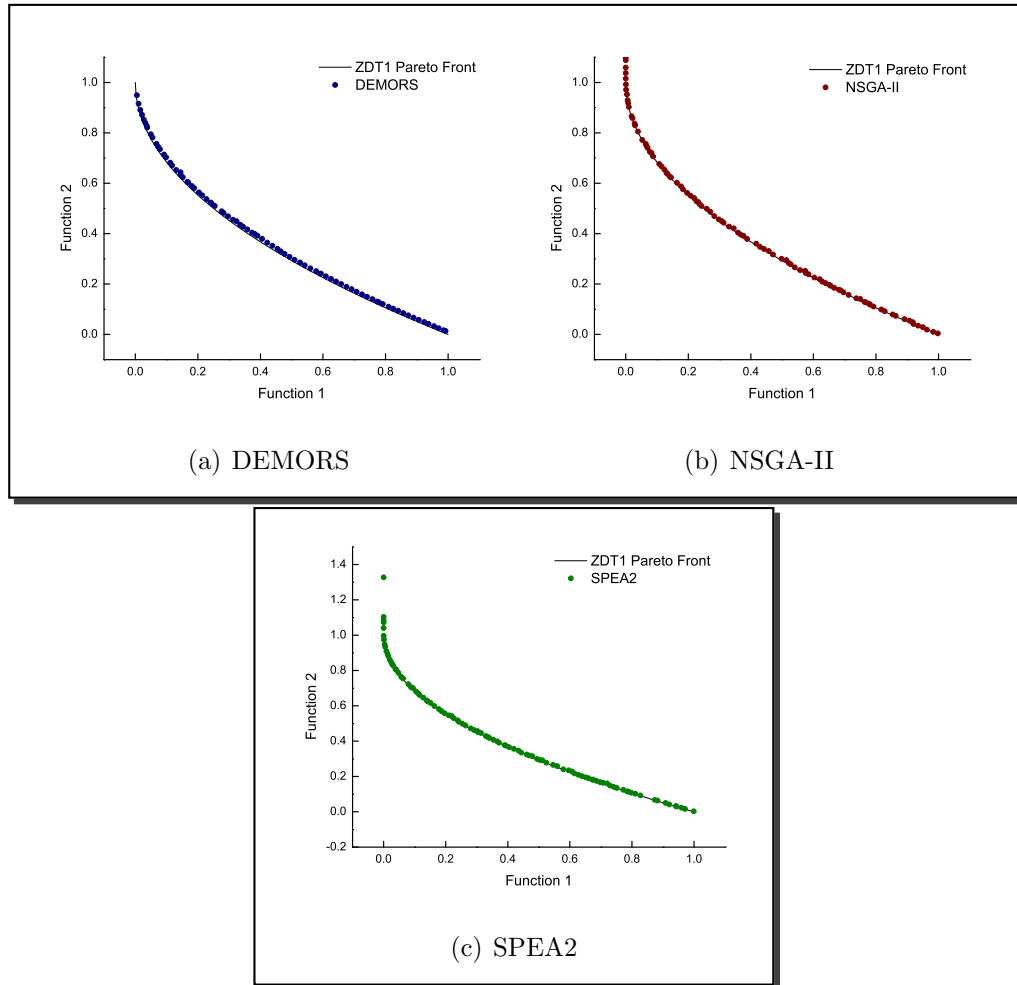 ZDT1 Pareto Front
DEMORS
1.0
0.8
0.6
0.4
0.2
0.0
Function 2
0.0 0.2 0.4 0.6 0.8 1.0
Function 1
(a) DEMORS
ZDT1 Pareto Front
NSGA-II
1.0
0.8
0.6
0.4
0.2
0.0
Function 2
0.0 0.2 0.4 0.6 0.8 1.0
Function 1
(b) NSGA-II
ZDT1 Pareto Front
SPEA2
1.4
1.2
1.0
0.8
0.6
0.4
0.2
0.0
-0.2
Function 2
0.0 0.2 0.4 0.6 0.8 1.0
Function 1
(c) SPEA2